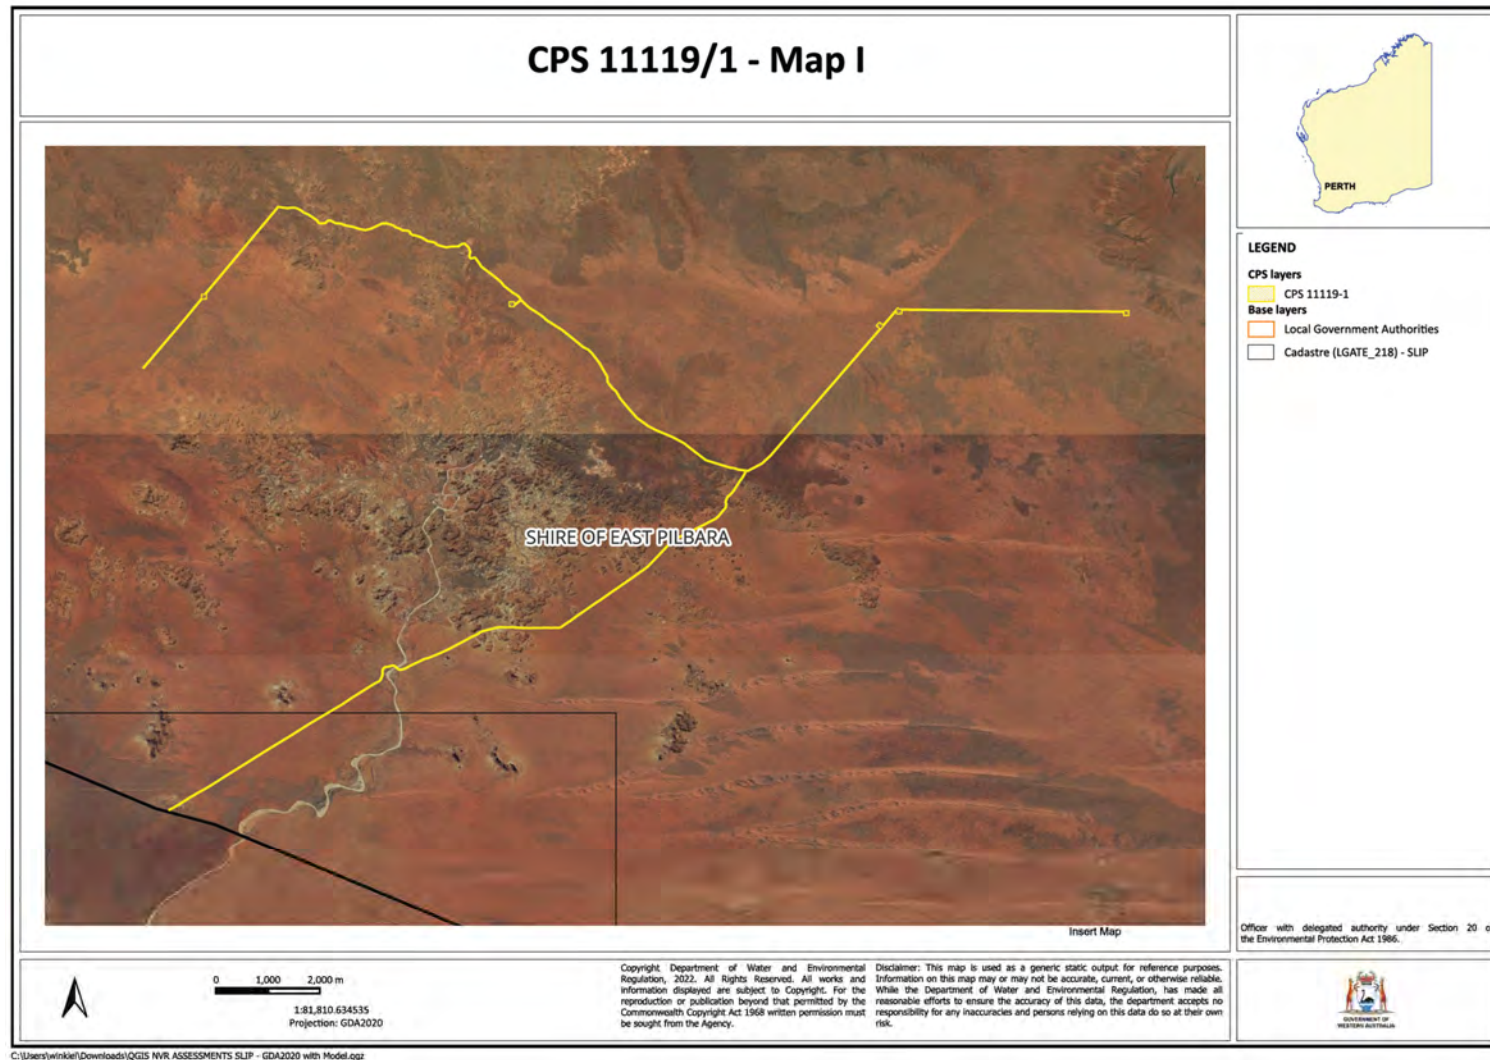 CPS 11119/1 - Map I
PERTH
LEGEND
CPS layers
CPS 11119-1
Base layers
Local Government Authorities
Cadastre (LGATE_218) - SLIP
SHIRE OF EAST PILBARA
Insert Map
Officer with delegated authority under Section 20 o
the Environmental Protection Act 1986.
0 1,000 2,000 m
1:81,810.634535
Projection: GDA2020
Copyright Department of Water and Environmental
Regulation, 2022. All Rights Reserved. All works and
information displayed are subject to Copyright. For the
reproduction or publication beyond that permitted by the
Commonwealth Copyright Act 1968 written permission must
be sought from the Agency.
Disclaimer: This map is used as a generic static output for reference purposes.
Information on this map may or may not be accurate, current, or otherwise reliable.
While the Department of Water and Environmental Regulation, has made all
reasonable efforts to ensure the accuracy of this data, the department accepts no
responsibility for any inaccuracies and persons relying on this data do so at their own
risk.
GOVERNMENT OF
WESTERN AUSTRALIA
C:\Users\winkiel\Downloads\QGIS NVR ASSESSMENTS SLIP - GDA2020 with Model.qgz